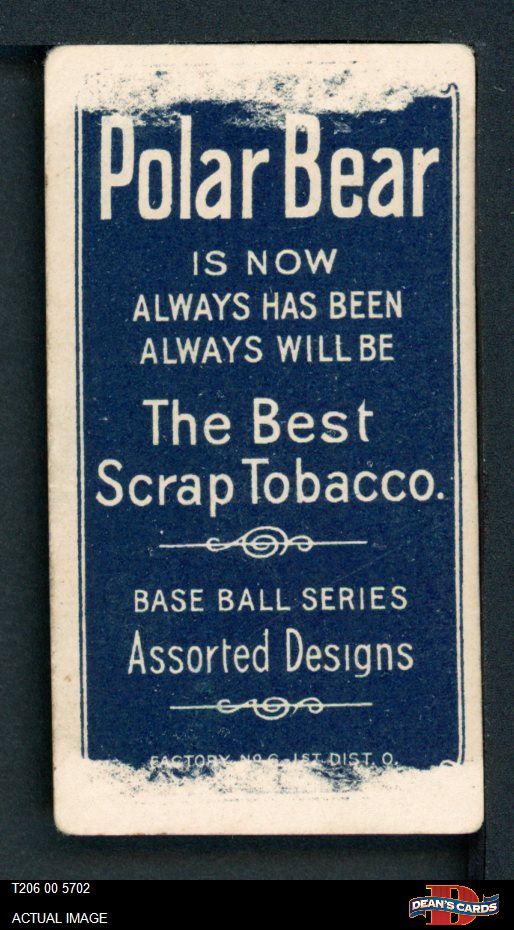 Polar Bear
IS NOW
ALWAYS HAS BEEN
ALWAYS WILL BE
The Best
Scrap Tobacco.
BASE BALL SERIES
Assorted Designs
FACTORY No 6-1ST DIST. O.
T206 00 5702
ACTUAL IMAGE
D
DEAN'S CARDS